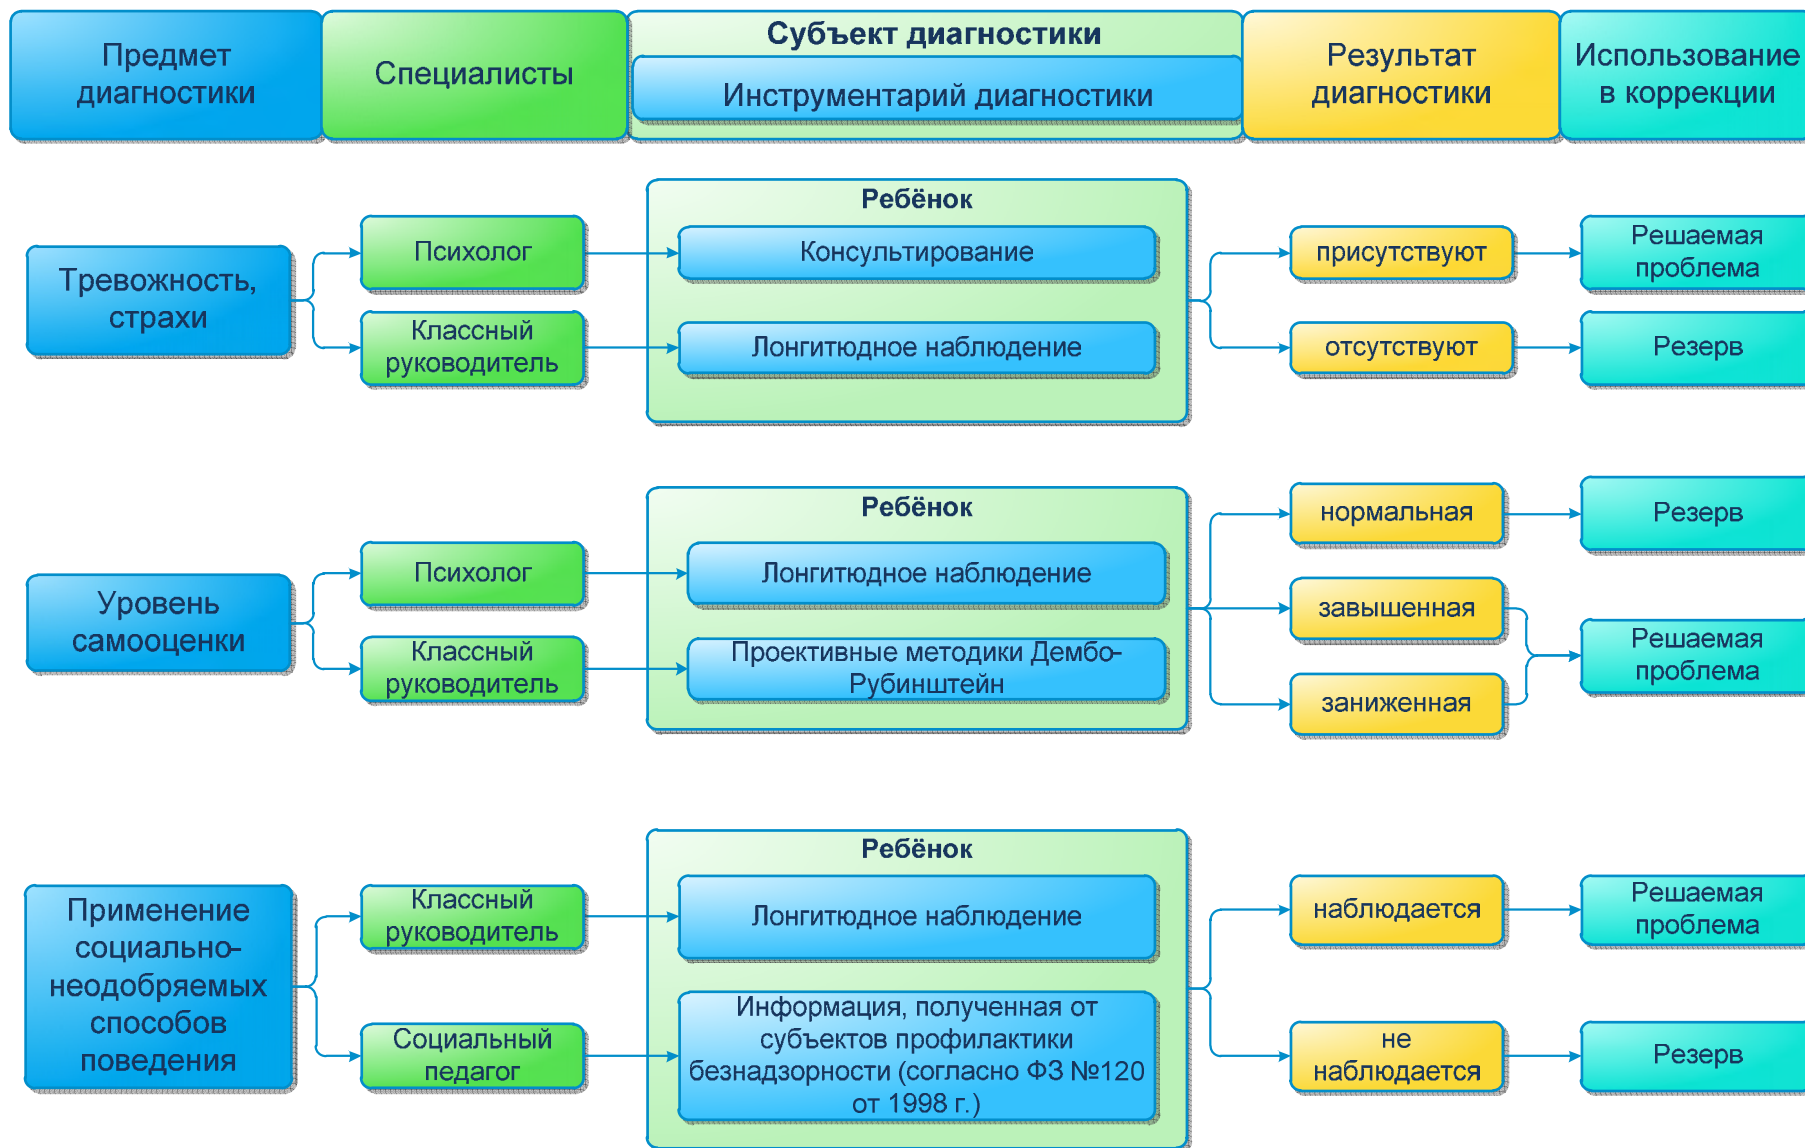 Предмет
диагностики
Специалисты
Субъект диагностики
Инструментарий диагностики
Результат
диагностики
Использование
в коррекции
Тревожность,
страхи
Психолог
Классный
руководитель
Ребёнок
Консультирование
Лонгитюдное наблюдение
присутствуют
отсутствуют
Решаемая
проблема
Резерв
Уровень
самооценки
Психолог
Классный
руководитель
Ребёнок
Лонгитюдное наблюдение
Проективные методики Дембо-
Рубинштейн
нормальная
завышенная
заниженная
Резерв
Решаемая
проблема
Применение
социально-
неодобряемых
способов
поведения
Классный
руководитель
Социальный
педагог
Ребёнок
Лонгитюдное наблюдение
Информация, полученная от
субъектов профилактики
безнадзорности (согласно ФЗ №120
от 1998 г.)
наблюдается
не
наблюдается
Решаемая
проблема
Резерв